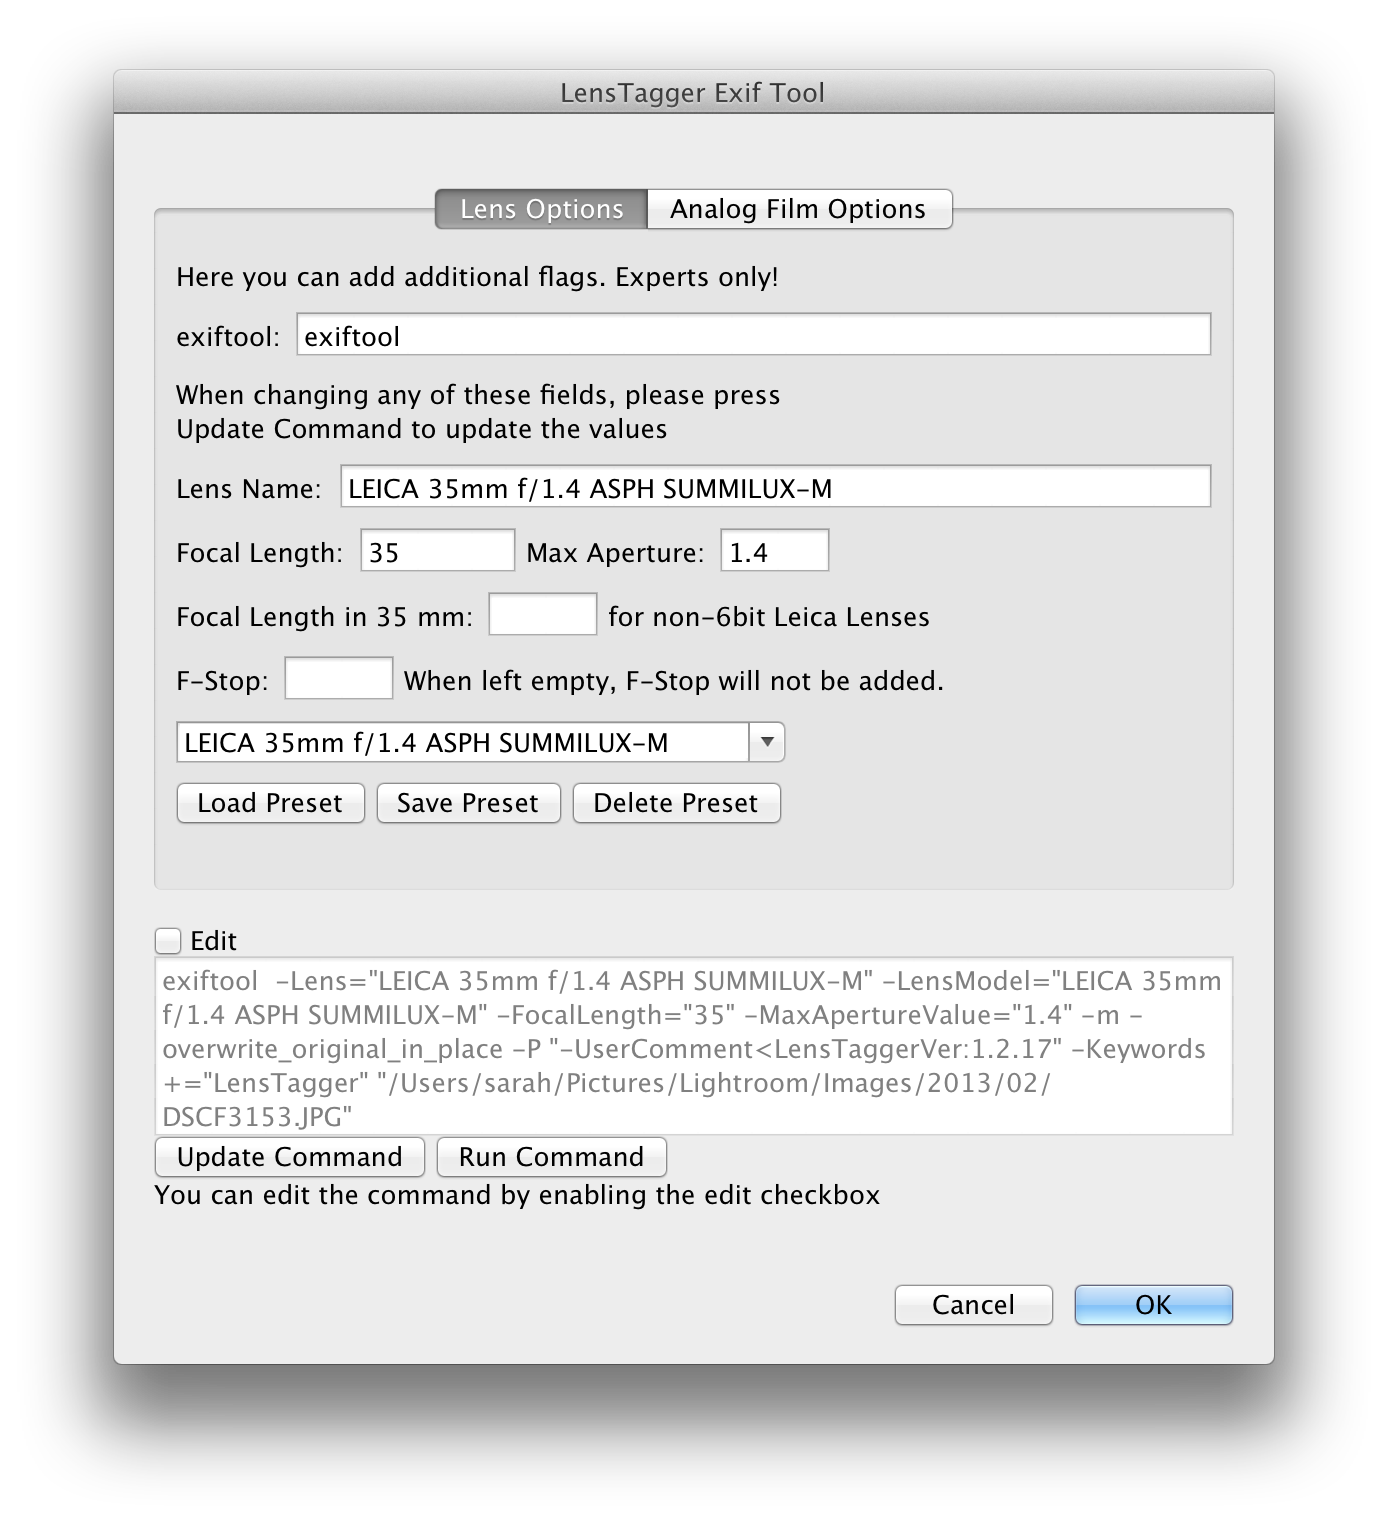 LensTagger Exif Tool
Lens Options Analog Film Options
Here you can add additional flags. Experts only!
exiftool: exiftool
When changing any of these fields, please press
Update Command to update the values
Lens Name: LEICA 35mm f/1.4 ASPH SUMMILUX-M
Focal Length: 35 Max Aperture: 1.4
Focal Length in 35 mm: for non-6bit Leica Lenses
F-Stop: When left empty, F-Stop will not be added.
LEICA 35mm f/1.4 ASPH SUMMILUX-M
Load Preset Save Preset Delete Preset
Edit
exiftool  -Lens="LEICA 35mm f/1.4 ASPH SUMMILUX-M" -LensModel="LEICA 35mm
f/1.4 ASPH SUMMILUX-M" -FocalLength="35" -MaxApertureValue="1.4" -m -
overwrite_original_in_place -P "-UserComment<LensTaggerVer:1.2.17" -Keywords
+="LensTagger" "/Users/sarah/Pictures/Lightroom/Images/2013/02/
DSCF3153.JPG"
Update Command Run Command
You can edit the command by enabling the edit checkbox
Cancel OK